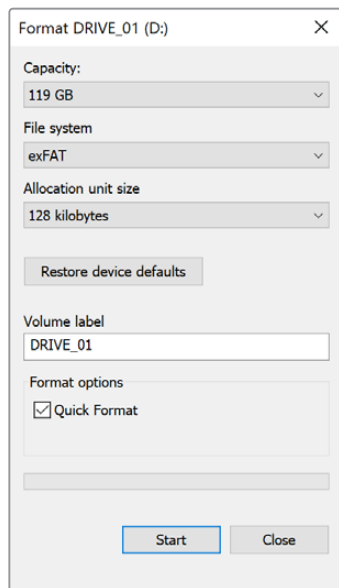 Format DRIVE_01 (D:)
Capacity:
119 GB
File system
exFAT
Allocation unit size
128 kilobytes
Restore device defaults
Volume label
DRIVE_01
Format options
Quick Format
Start Close